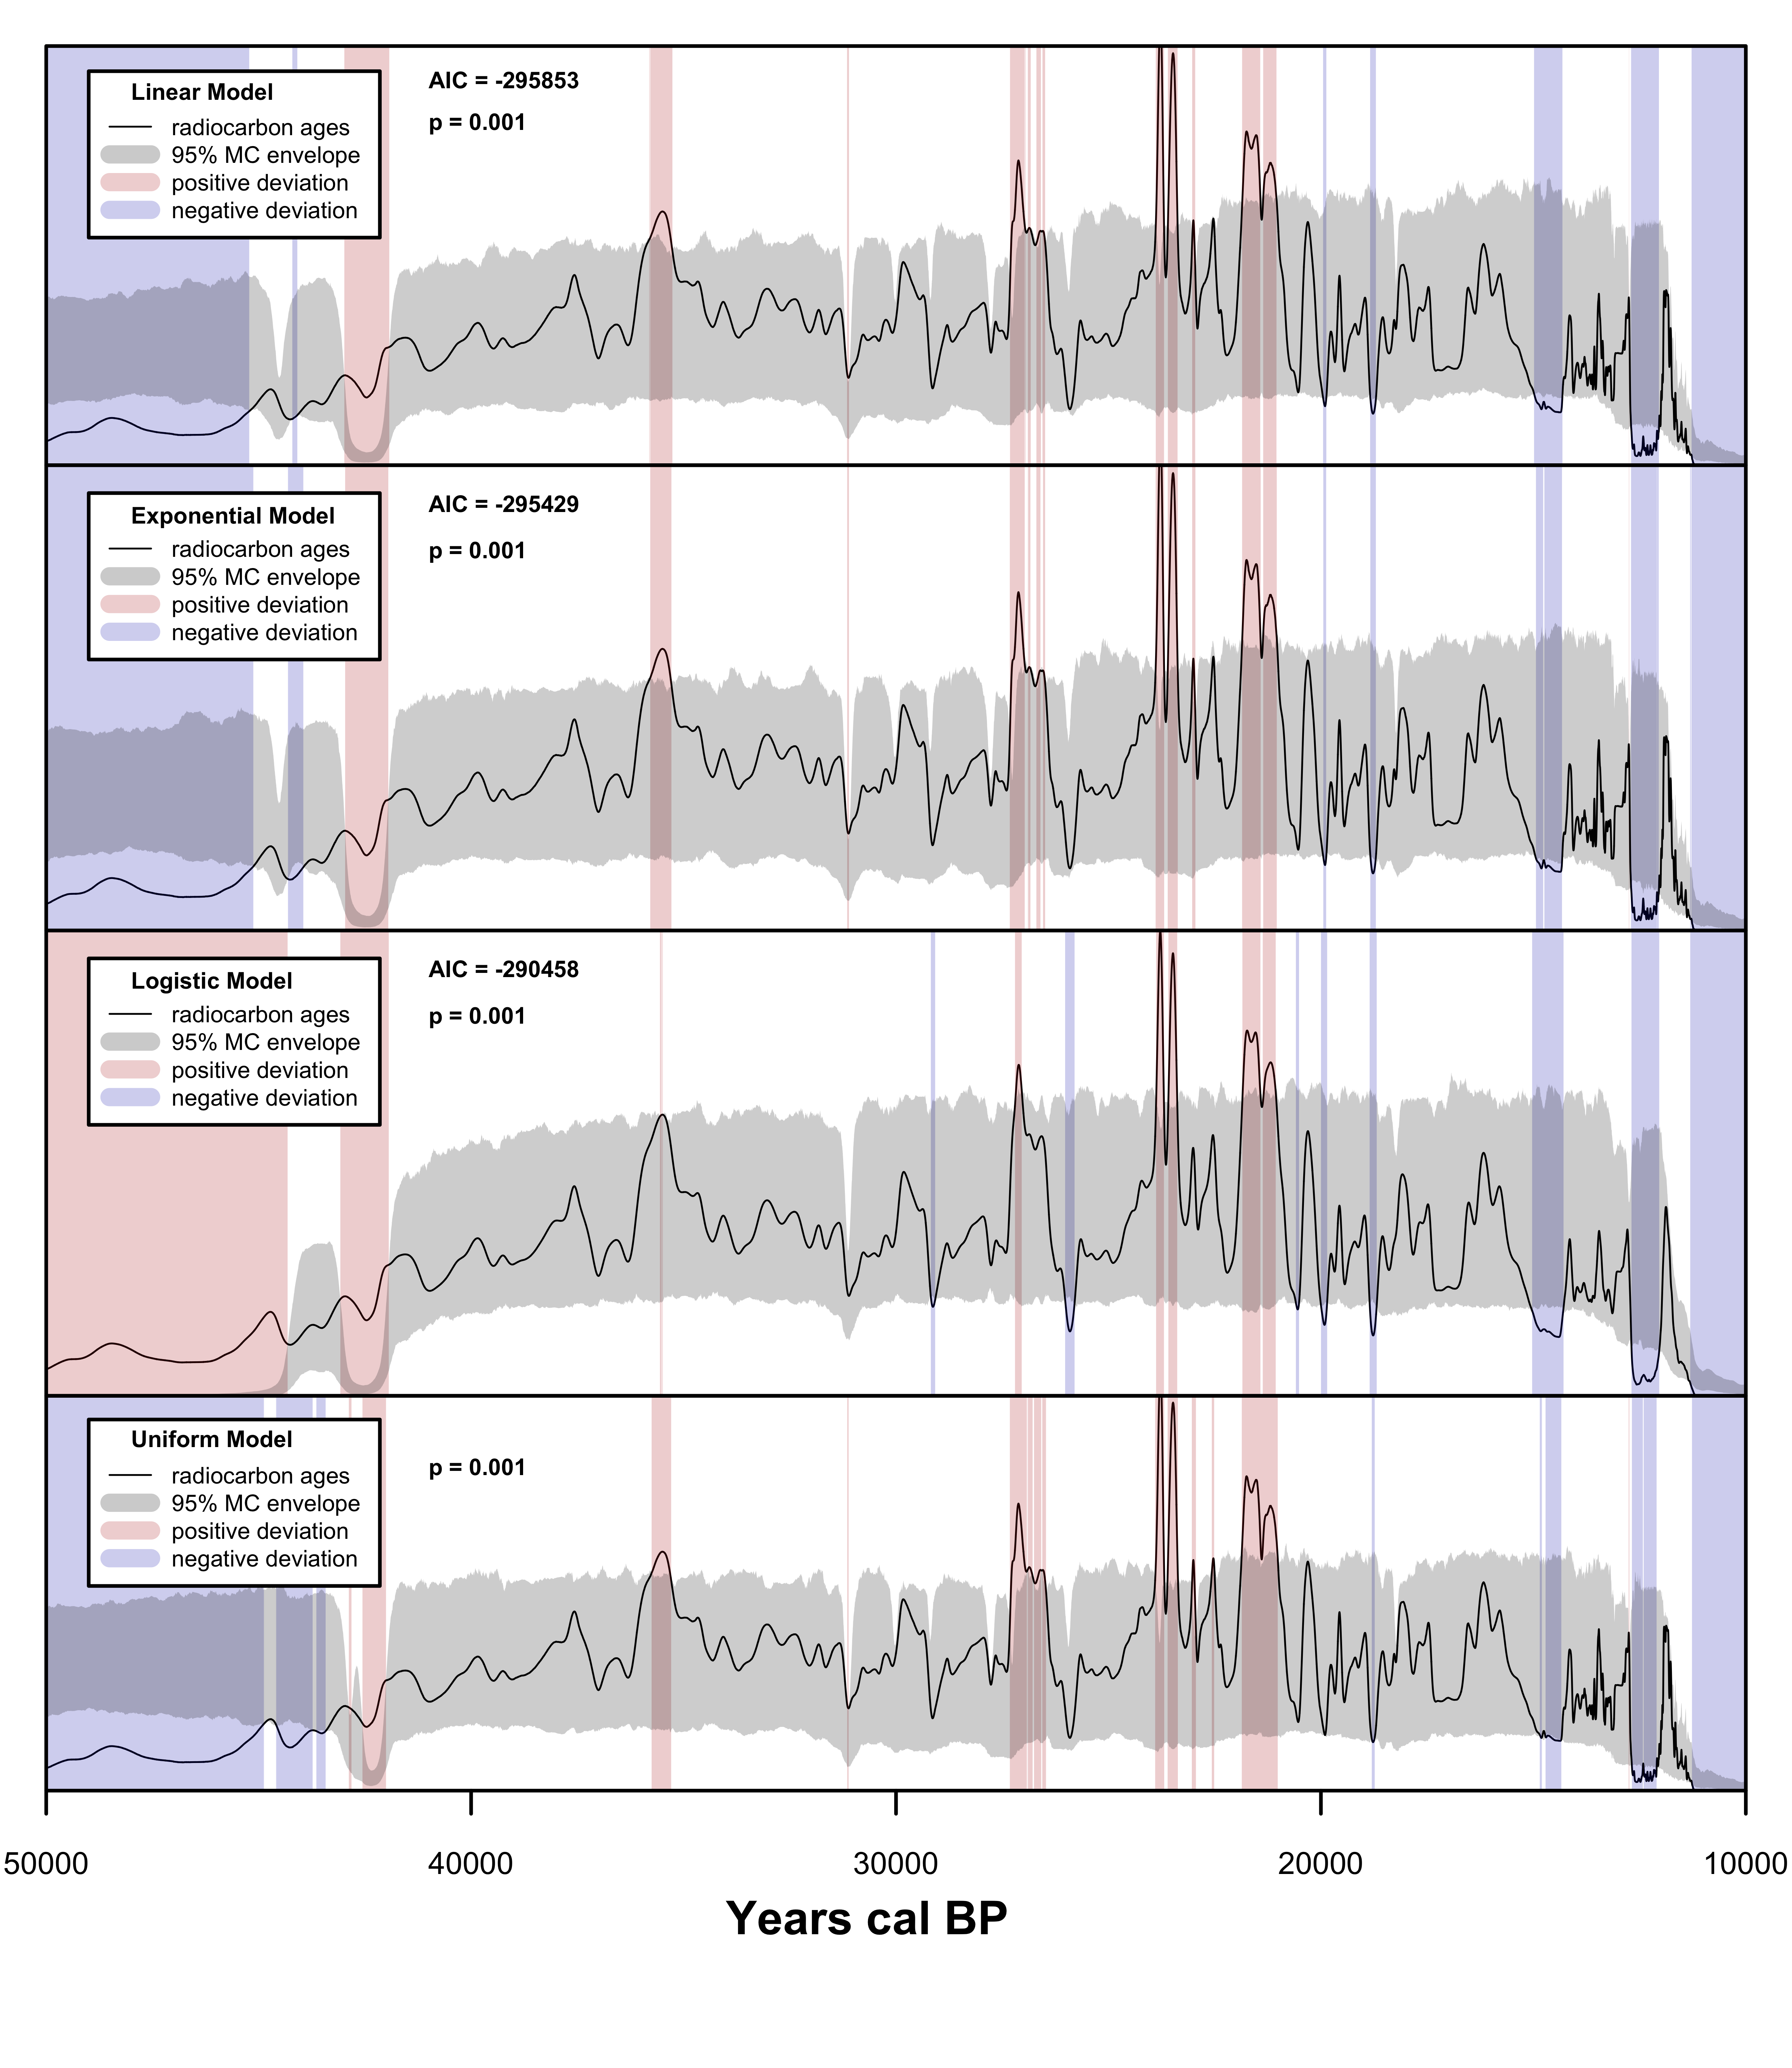 Linear Model
radiocarbon ages
95% MC envelope
positive deviation
negative deviation
AIC = -295853
p = 0.001
Exponential Model
radiocarbon ages
95% MC envelope
positive deviation
negative deviation
AIC = -295429
p = 0.001
Logistic Model
radiocarbon ages
95% MC envelope
positive deviation
negative deviation
AIC = -290458
p = 0.001
Uniform Model
radiocarbon ages
95% MC envelope
positive deviation
negative deviation
p = 0.001
50000 40000 30000 20000 10000
Years cal BP